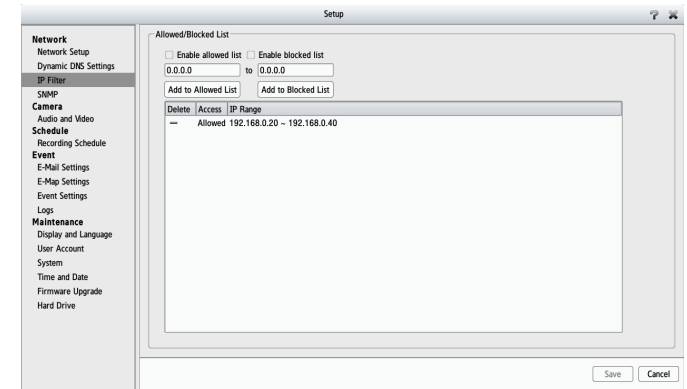 Setup
Network
Network Setup
Dynamic DNS Settings
IP Filter
SNMP
Camera
Audio and Video
Schedule
Recording Schedule
Event
E-Mail Settings
E-Map Settings
Event Settings
Logs
Maintenance
Display and Language
User Account
System
Time and Date
Firmware Upgrade
Hard Drive
Allowed/Blocked List
Enable allowed list Enable blocked list
0.0.0.0 to 0.0.0.0
Add to Allowed List Add to Blocked List
Delete Access IP Range
— Allowed 192.168.0.20 ~ 192.168.0.40
Save Cancel